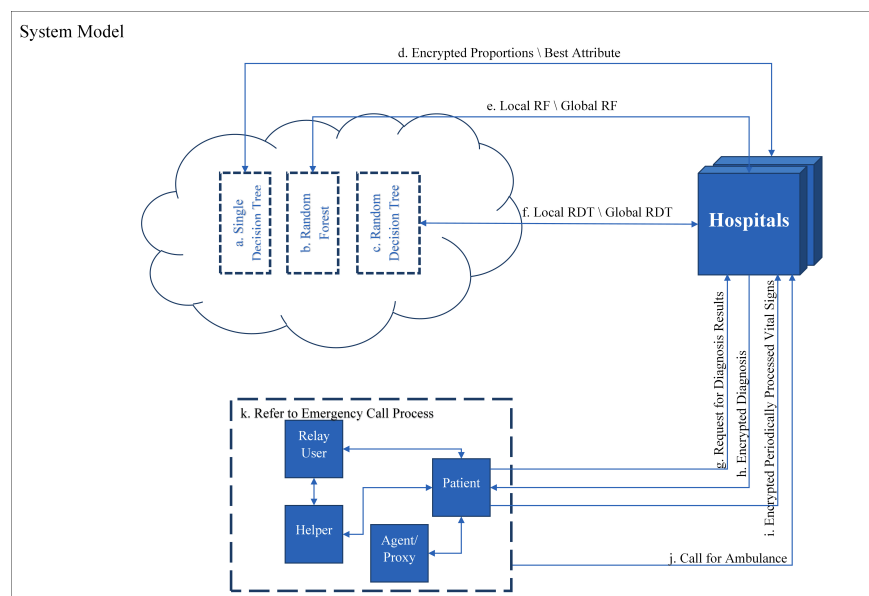 System Model
d. Encrypted Proportions \ Best Attribute
e. Local RF \ Global RF
a. Single
Decision Tree
b. Random
Forest
c. Random
Decision Tree
f. Local RDT \ Global RDT
Hospitals
g. Request for Diagnosis Results
h. Encrypted Diagnosis
i. Encrypted Periodically Processed Vital Signs
k. Refer to Emergency Call Process
Relay
User
Patient
Helper
Agent/
Proxy
j. Call for Ambulance